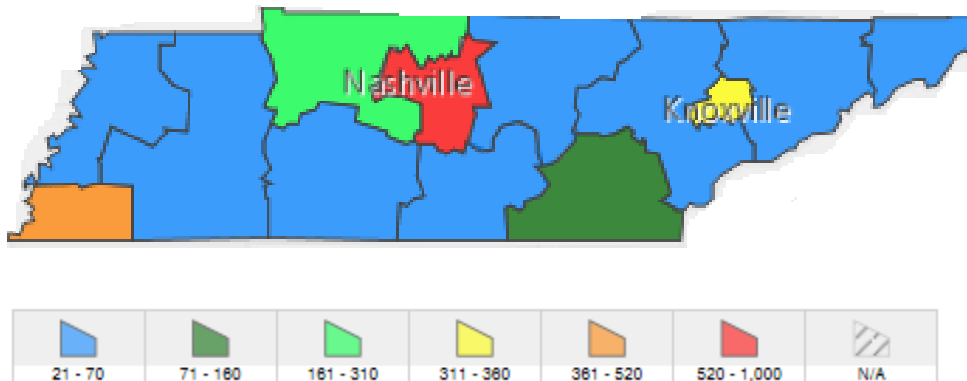 Nashville
Knoxville
21 - 70
71 - 160
161 - 310
311 - 360
361 - 520
520 - 1,000
N/A